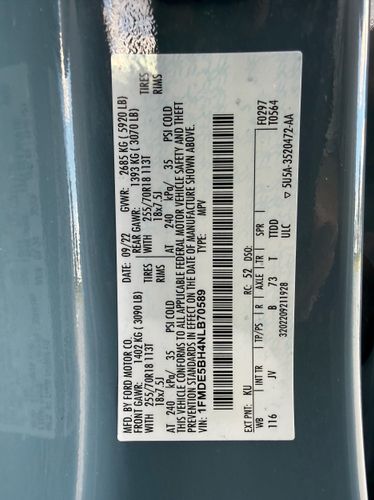 MFD. BY FORD MOTOR CO.
DATE: 09/22 GVWR: 2685 KG ( 5920 LB)
FRONT GAWR: 1402 KG ( 3090 LB) REAR GAWR: 1393 KG ( 3070 LB)
WITH 255/70R18 113T TIRES WITH 255/70R18 113T TIRES
18x7.5J RIMS 18x7.5J RIMS
AT 240 kPa/ 35 PSI COLD AT 240 kPa/ 35 PSI COLD
THIS VEHICLE CONFORMS TO ALL APPLICABLE FEDERAL MOTOR VEHICLE SAFETY AND THEFT
PREVENTION STANDARDS IN EFFECT ON THE DATE OF MANUFACTURE SHOWN ABOVE.
VIN: 1FMDE5BH4NLB70589 TYPE: MPV
F0297
T0564
EXT PNT: KU RC: 52 DSO:
WB INT TR TP/PS R AXLE TR SPR
116 JV B 73 T TTDD
3202209211928 ULC
▽ 5U5A-3520472-AA